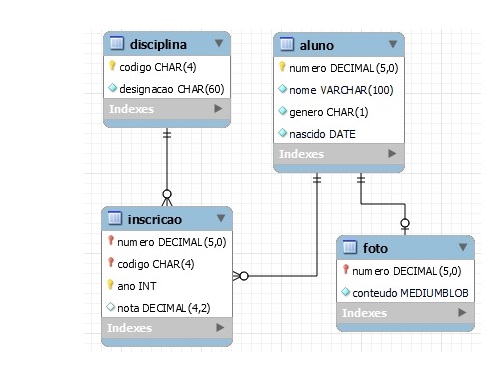 disciplina
codigo CHAR(4)
designacao CHAR(60)
Indexes
aluno
numero DECIMAL(5,0)
nome VARCHAR(100)
genero CHAR(1)
nascido DATE
Indexes
inscricao
numero DECIMAL(5,0)
codigo CHAR(4)
ano INT
nota DECIMAL(4,2)
Indexes
foto
numero DECIMAL(5,0)
conteudo MEDIUMBLOB
Indexes